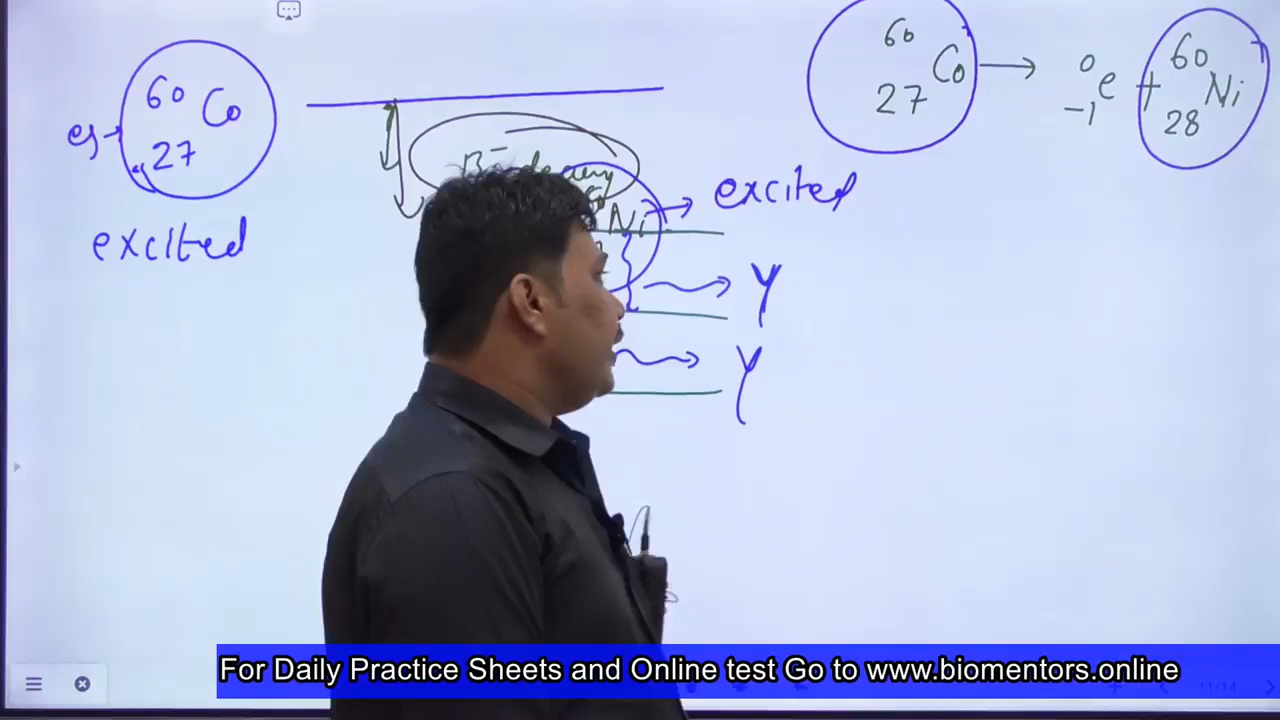 60
27 Co
excited
60
27 Co → 0
-1 e + 60
28 Ni
Ni → excited
γ
γ
For Daily Practice Sheets and Online test Go to www.biomentors.online